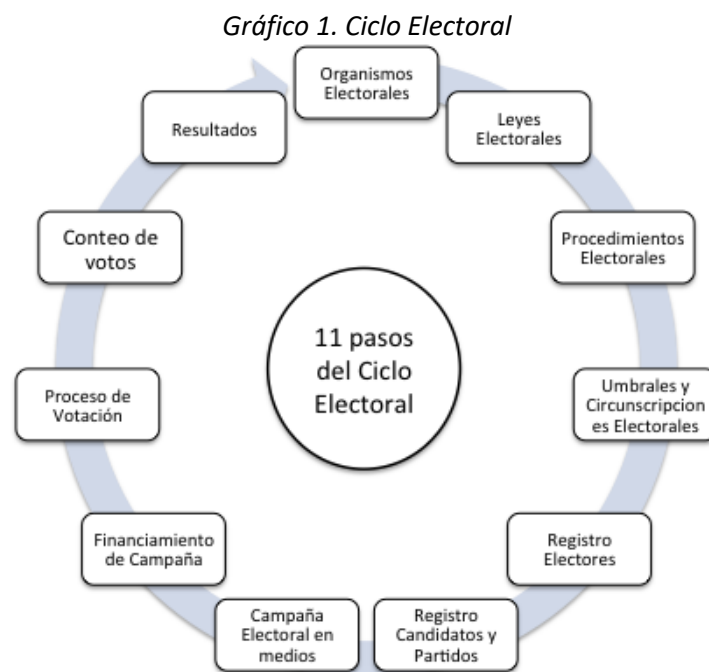 Gráfico 1. Ciclo Electoral
Organismos
Electorales
Leyes
Electorales
Procedimientos
Electorales
Umbrales y
Circunscripcion
es Electorales
Registro
Electores
Registro
Candidatos y
Partidos
Campaña
Electoral en
medios
Financiamiento
de Campaña
Proceso de
Votación
Conteo de
votos
Resultados
11 pasos
del Ciclo
Electoral